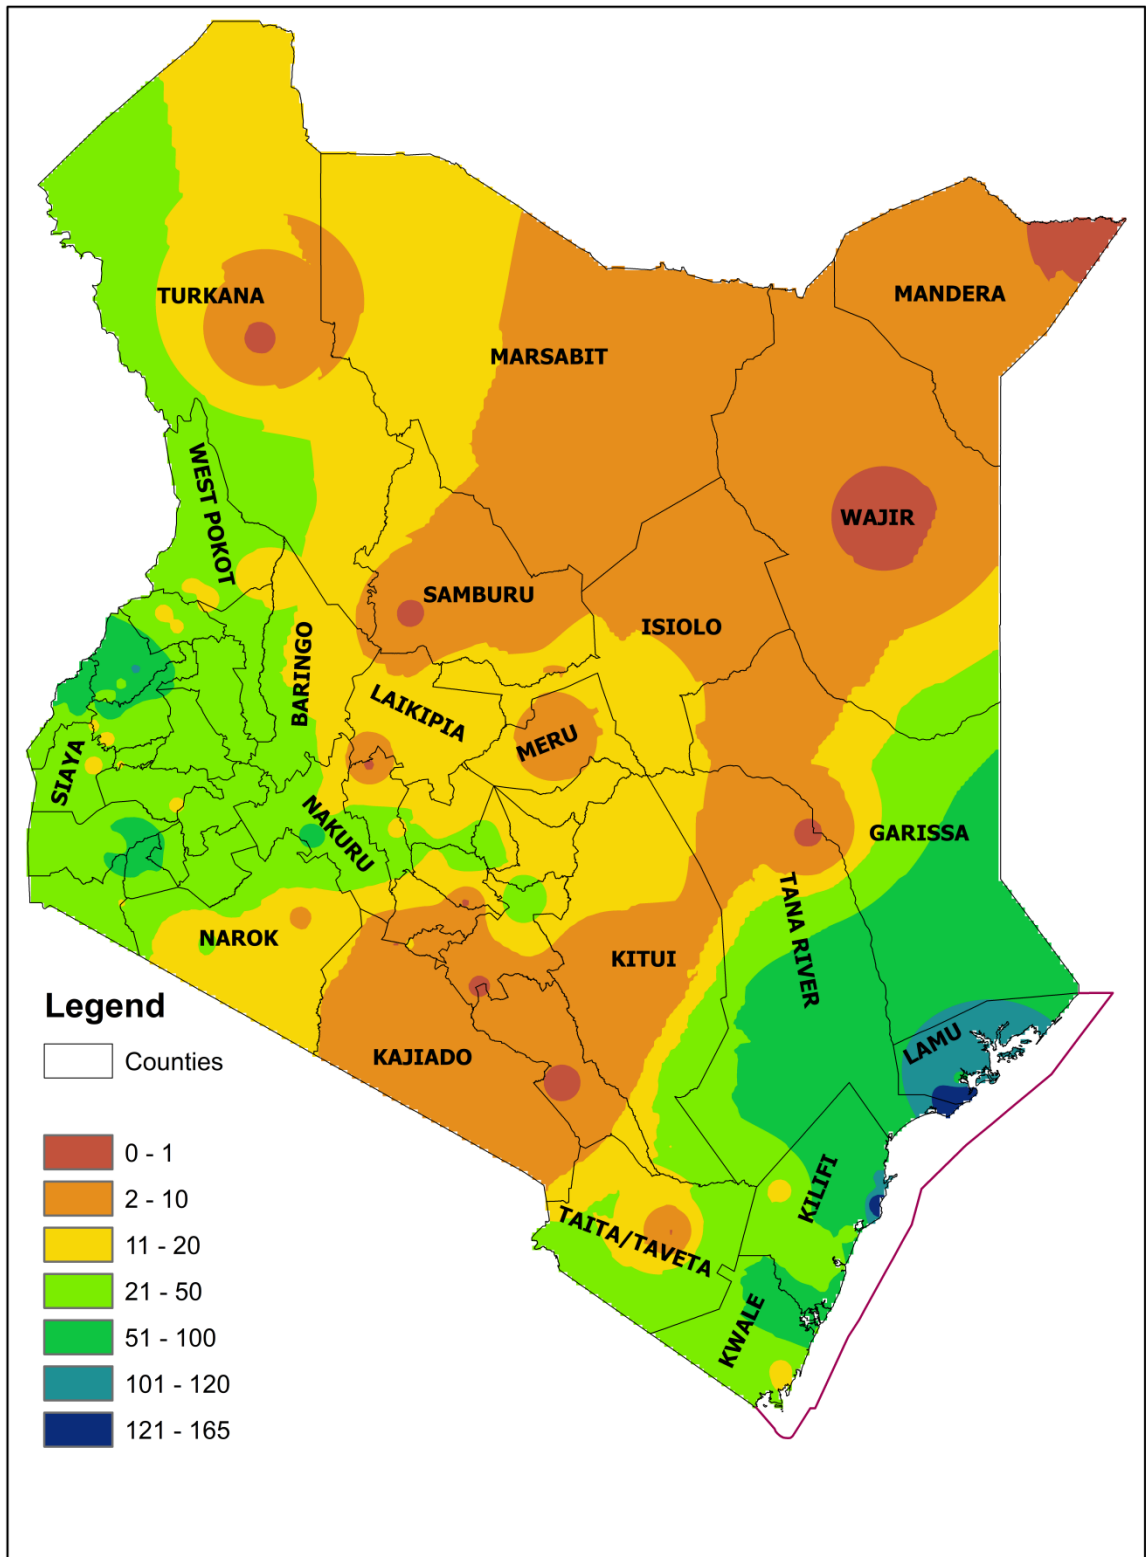 TURKANA
MANDERA
MARSABIT
WEST POKOT
WAJIR
SAMBURU
ISIOLO
BARINGO
LAIKIPIA
MERU
SIAYA
NAKURU
GARISSA
TANA RIVER
NAROK
KITUI
Legend
Counties
KAJIADO
LAMU
0 - 1
2 - 10
11 - 20
21 - 50
51 - 100
101 - 120
121 - 165
KILIFI
TAITA/TAVETA
KWALE